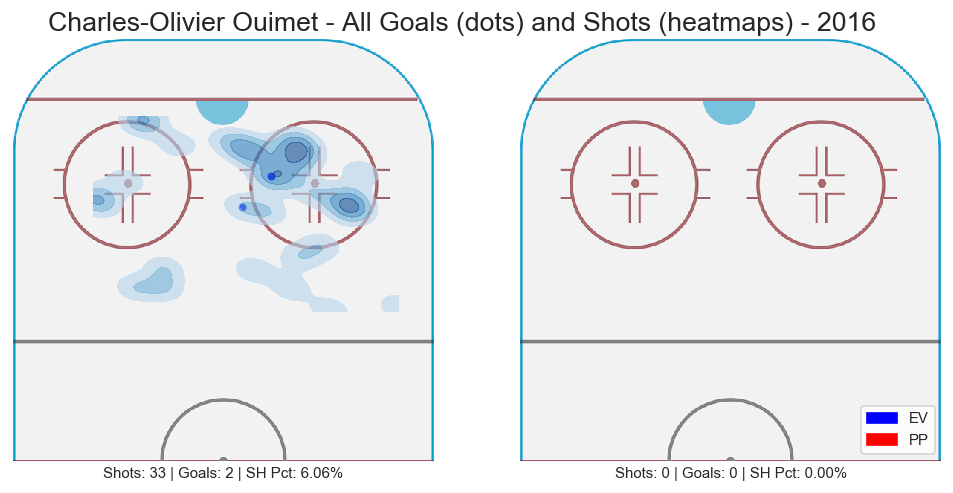 Charles-Olivier Ouimet - All Goals (dots) and Shots (heatmaps) - 2016
EV
PP
Shots: 33 | Goals: 2 | SH Pct: 6.06%
Shots: 0 | Goals: 0 | SH Pct: 0.00%